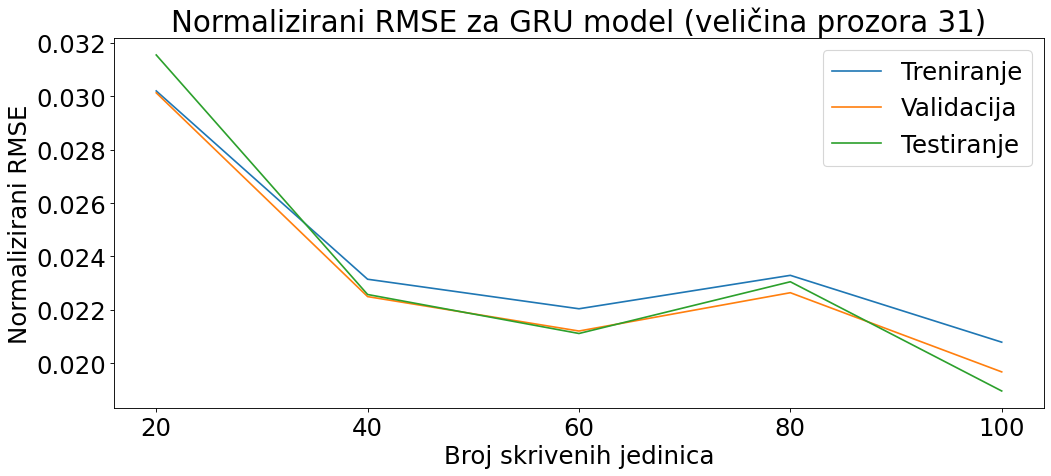 Normalizirani RMSE za GRU model (veličina prozora 31)
Normalizirani RMSE
0.032
0.030
0.028
0.026
0.024
0.022
0.020
Treniranje
Validacija
Testiranje
20 40 60 80 100
Broj skrivenih jedinica